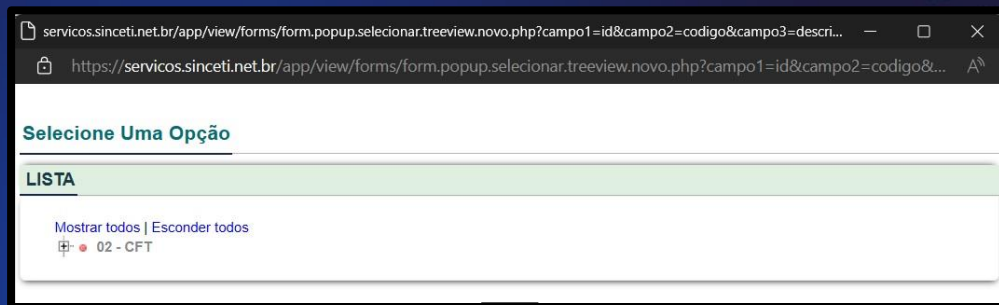 servicos.sinceti.net.br/app/view/forms/form.popup.selecionar.treeview.novo.php?campo1=id&campo2=codigo&campo3=descri...
https://servicos.sinceti.net.br/app/view/forms/form.popup.selecionar.treeview.novo.php?campo1=id&campo2=codigo&...
Selecione Uma Opção
LISTA
Mostrar todos | Esconder todos
02 - CFT